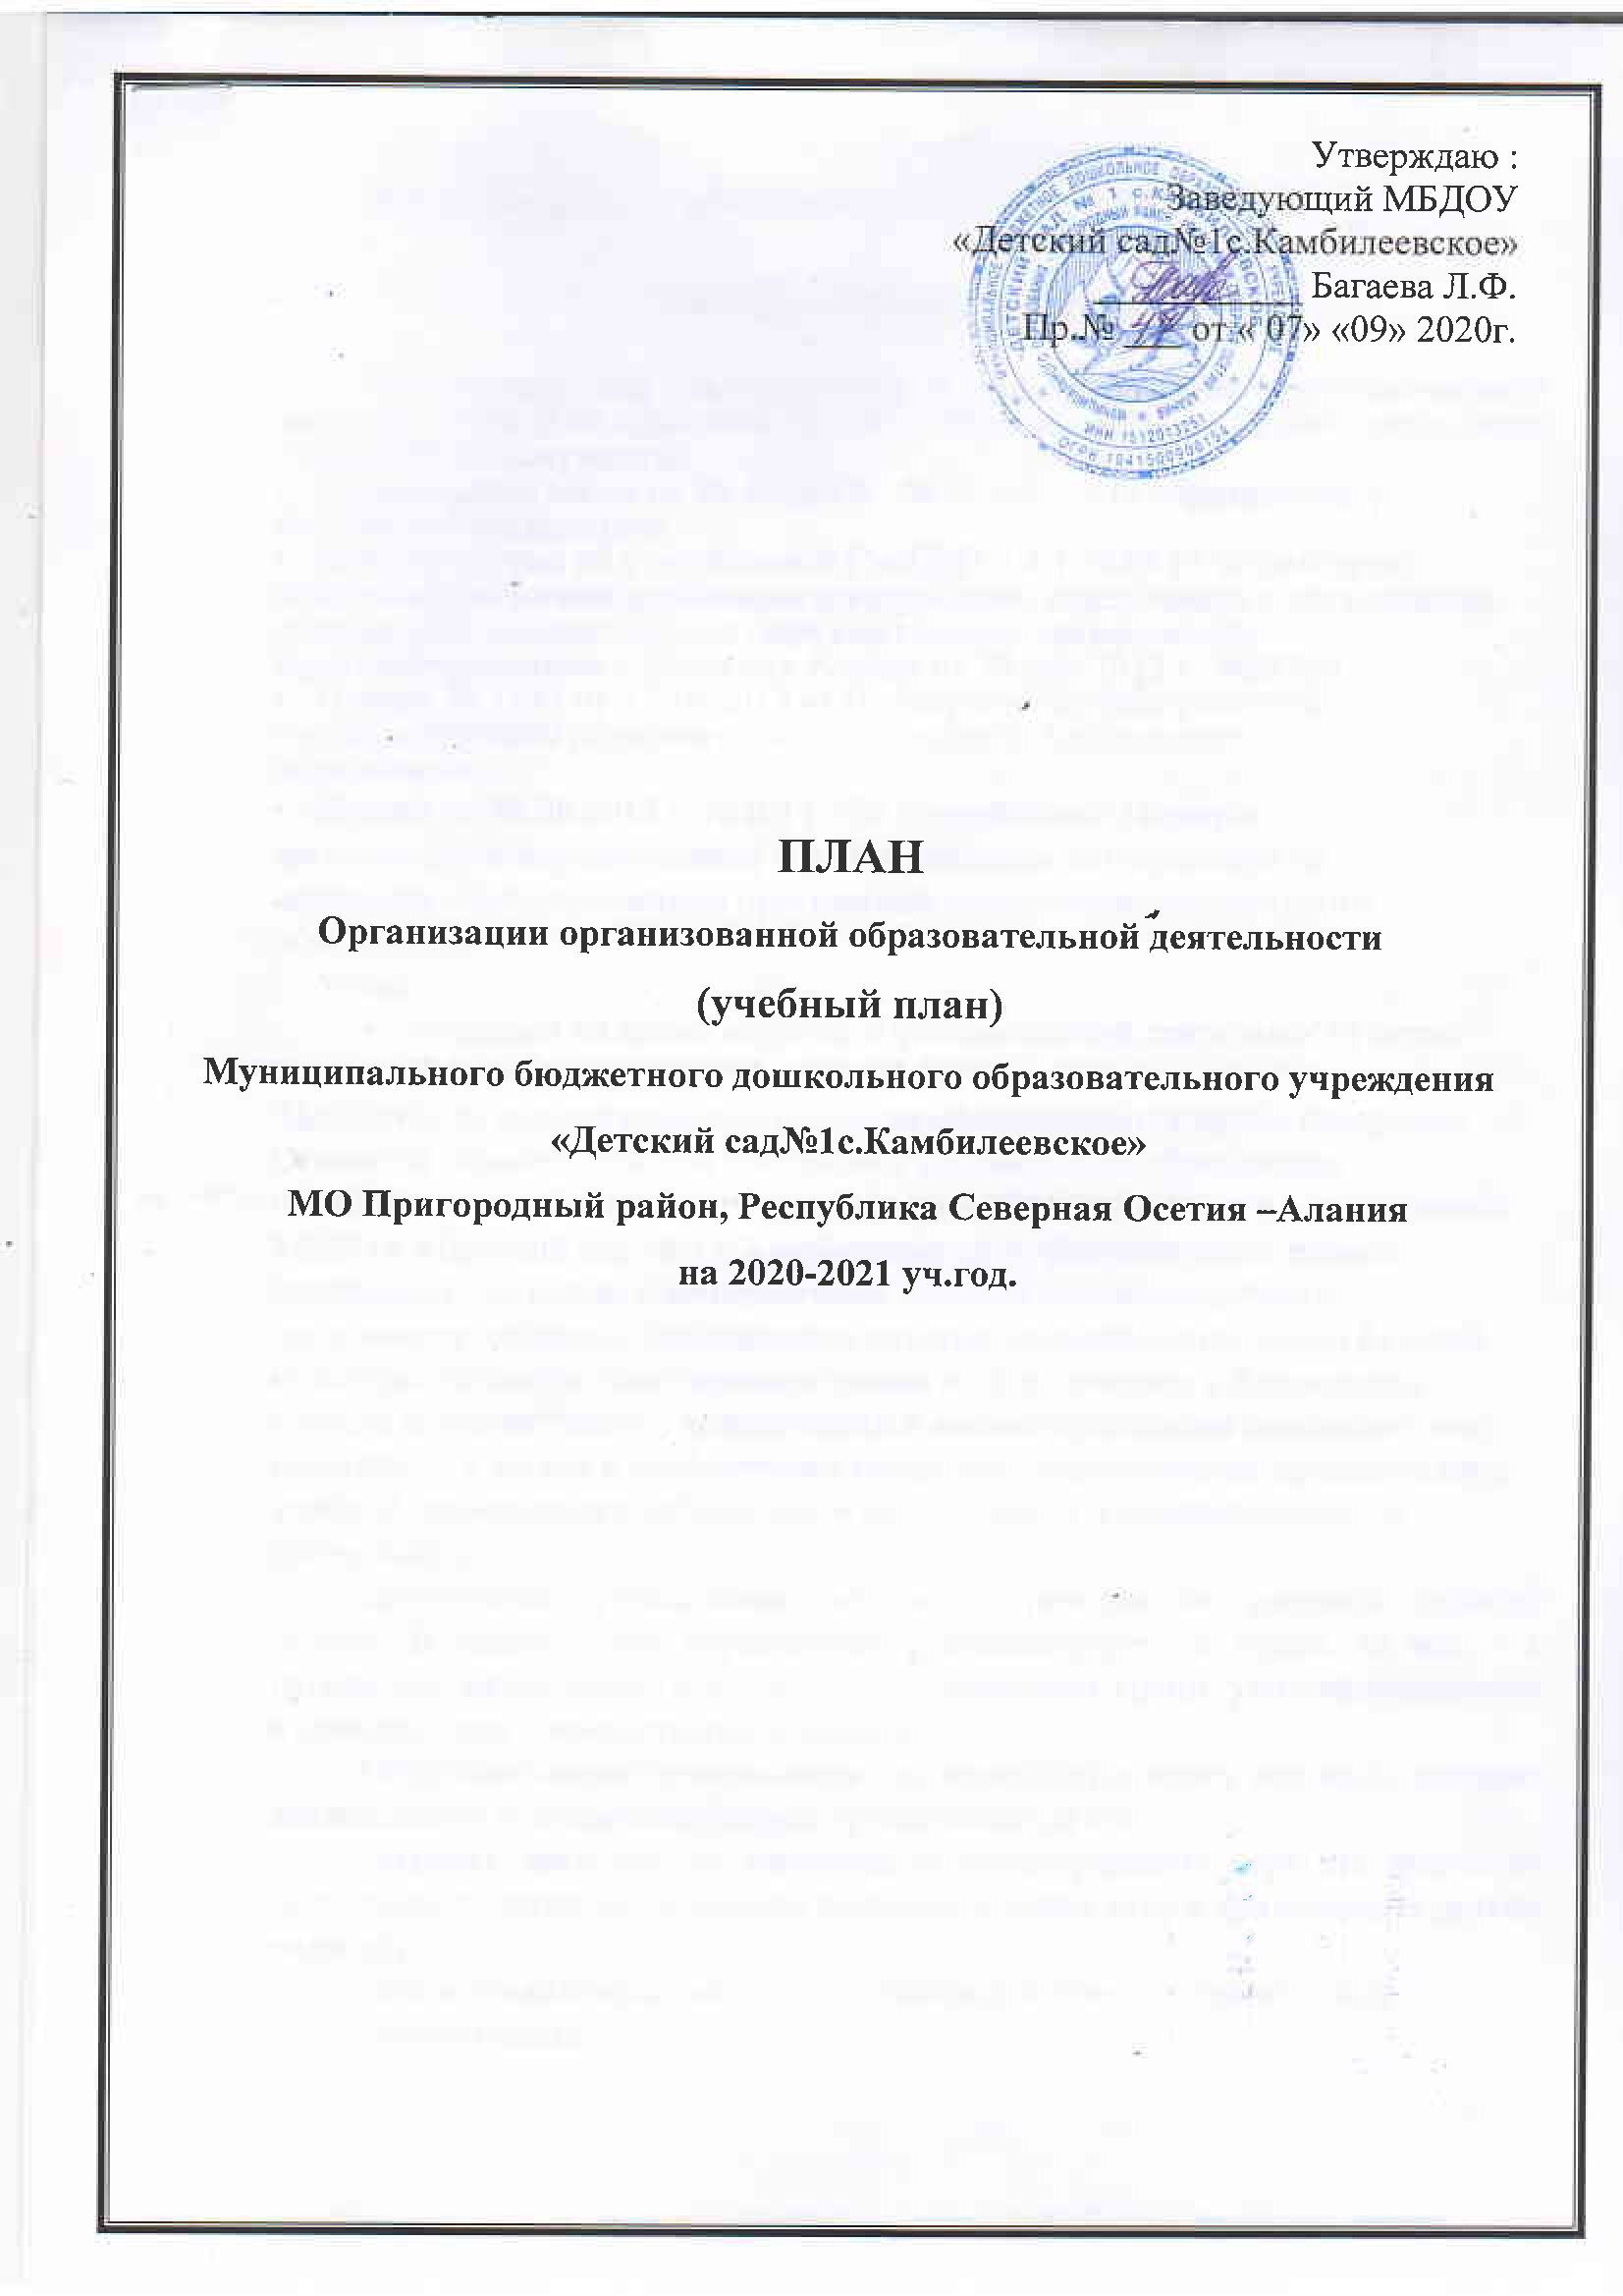 Утверждаю :
Заведующий МБДОУ
«Детский сад№1с.Камбилеевское»
Багаева Л.Ф.
Пр.№ от « 07» «09» 2020г.
ПЛАН
Организации организованной образовательной деятельности
(учебный план)
Муниципального бюджетного дошкольного образовательного учреждения
«Детский сад№1с.Камбилеевское»
МО Пригородный район, Республика Северная Осетия –Алания
на 2020-2021 уч.год.